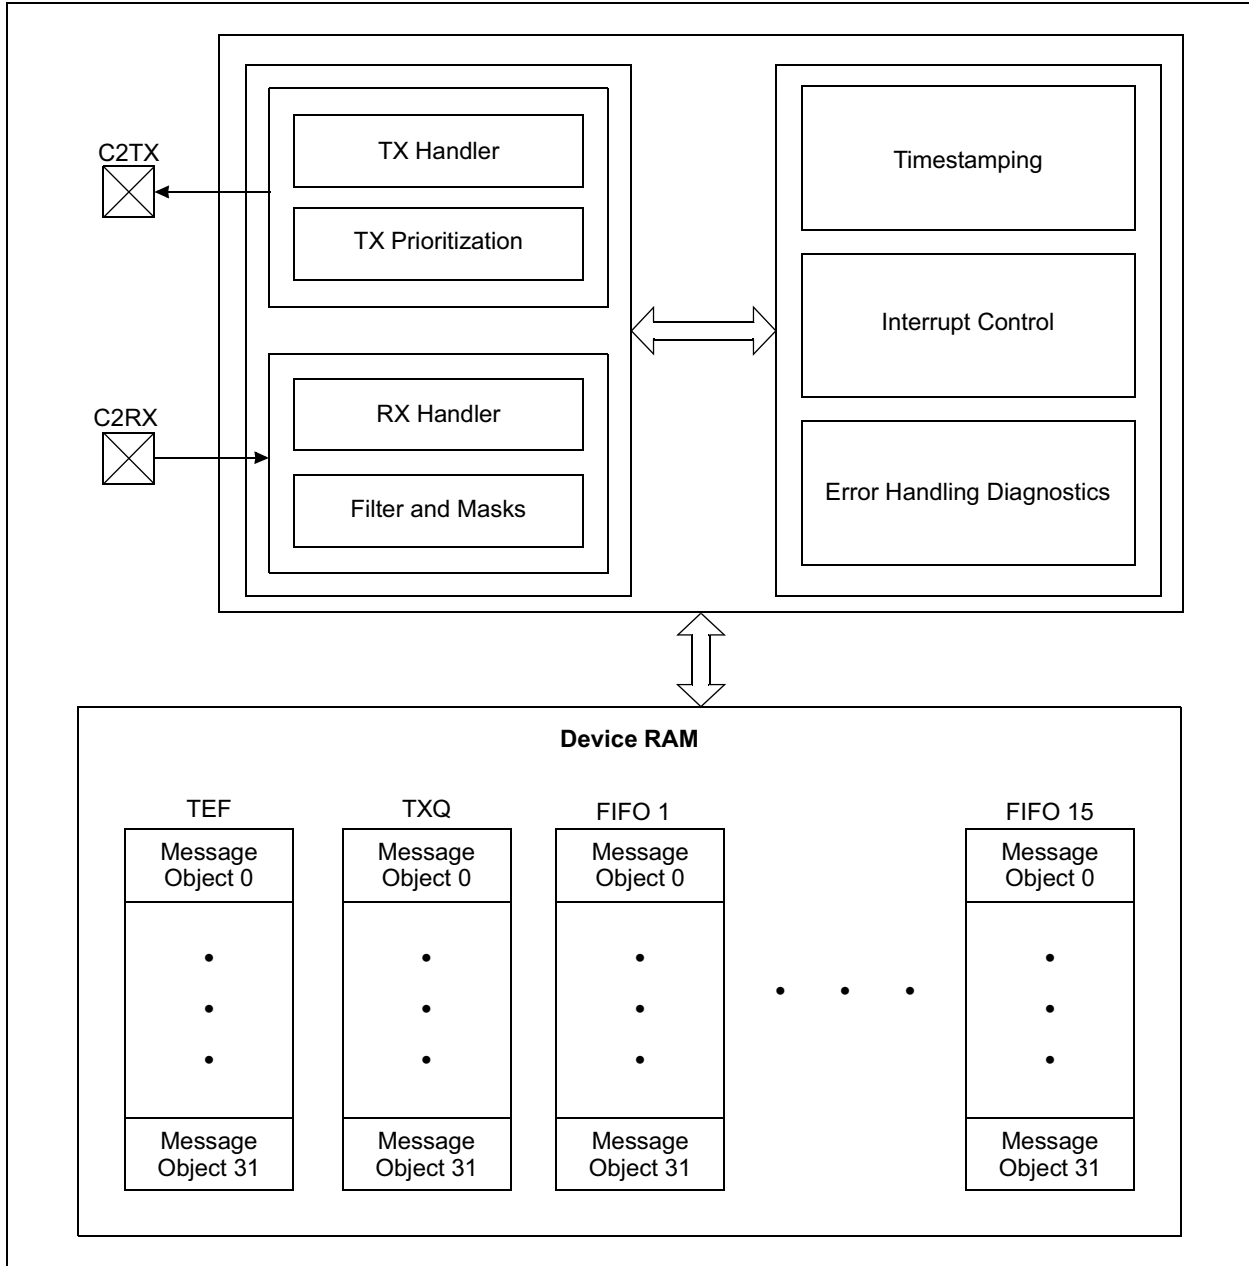 C2TX
TX Handler
TX Prioritization
C2RX
RX Handler
Filter and Masks
Timestamping
Interrupt Control
Error Handling Diagnostics
Device RAM
TEF
Message
Object 0
Message
Object 31
TXQ
Message
Object 0
Message
Object 31
FIFO 1
Message
Object 0
Message
Object 31
FIFO 15
Message
Object 0
Message
Object 31